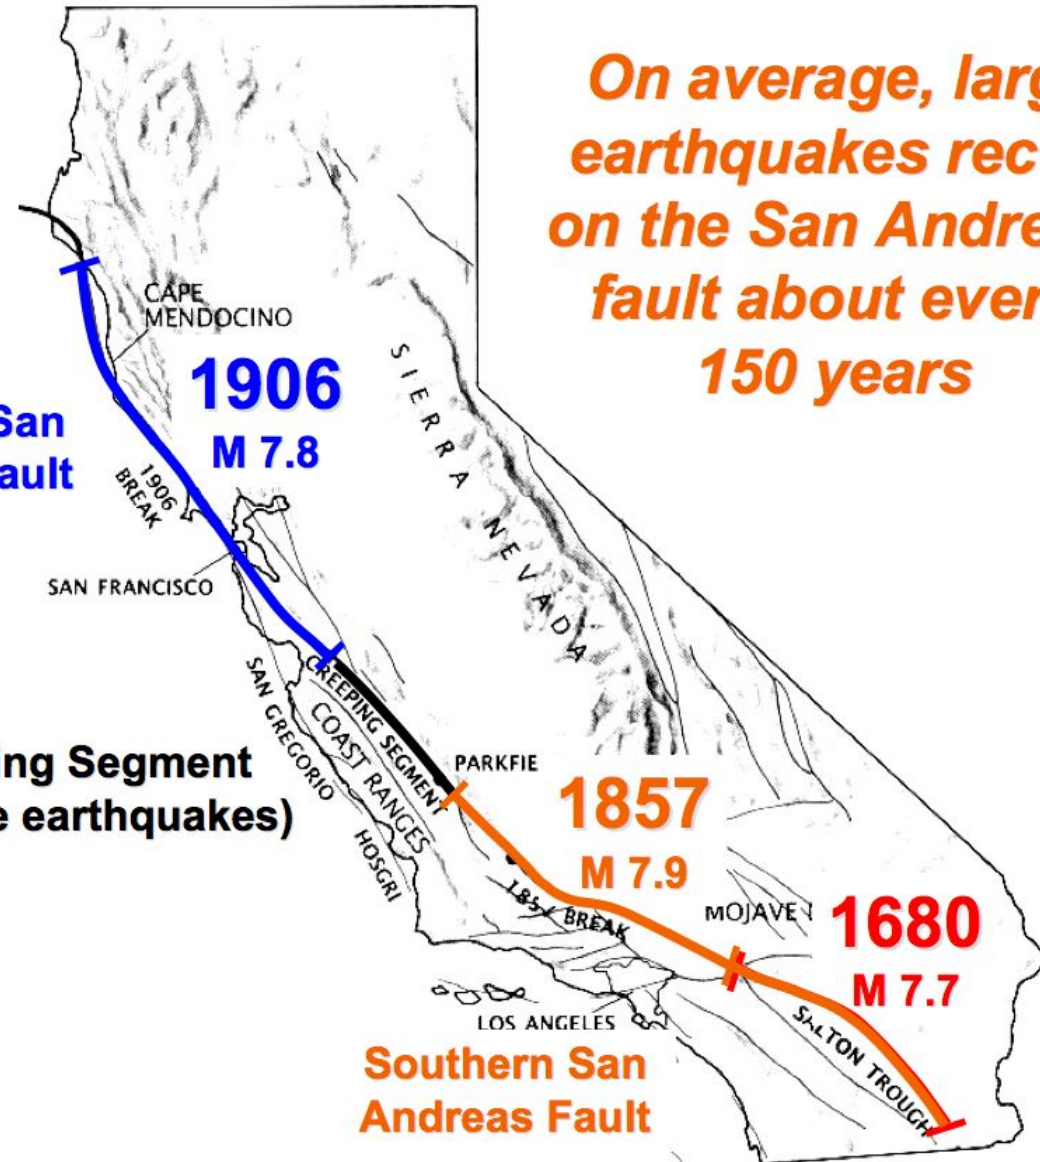 On average, larg
earthquakes rec
on the San Andre
fault about ever
150 years
CAPE
MENDOCINO
1906
M 7.8
San
ault
1906
BREAK
SIERRA NEVADA
SAN FRANCISCO
CREEPING SEGMENT
SAN GREGORIO
COAST RANGES
HOSGRI
ing Segment
e earthquakes)
PARKFIE
1857
M 7.9
1857 BREAK
MOJAVE
1680
M 7.7
SALTON TROUGH
LOS ANGELES
Southern San
Andreas Fault